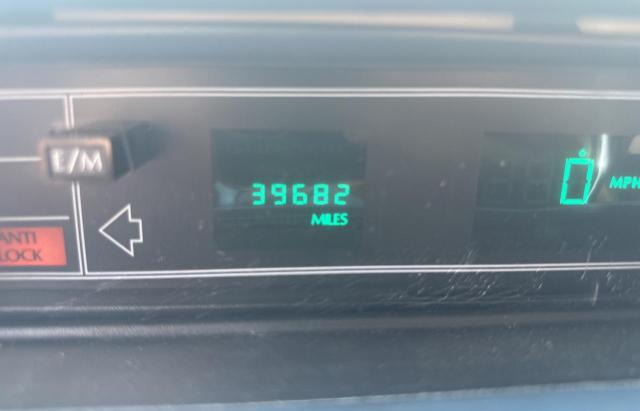 E/M
39682
MILES
0 MPH
ANTI
LOCK